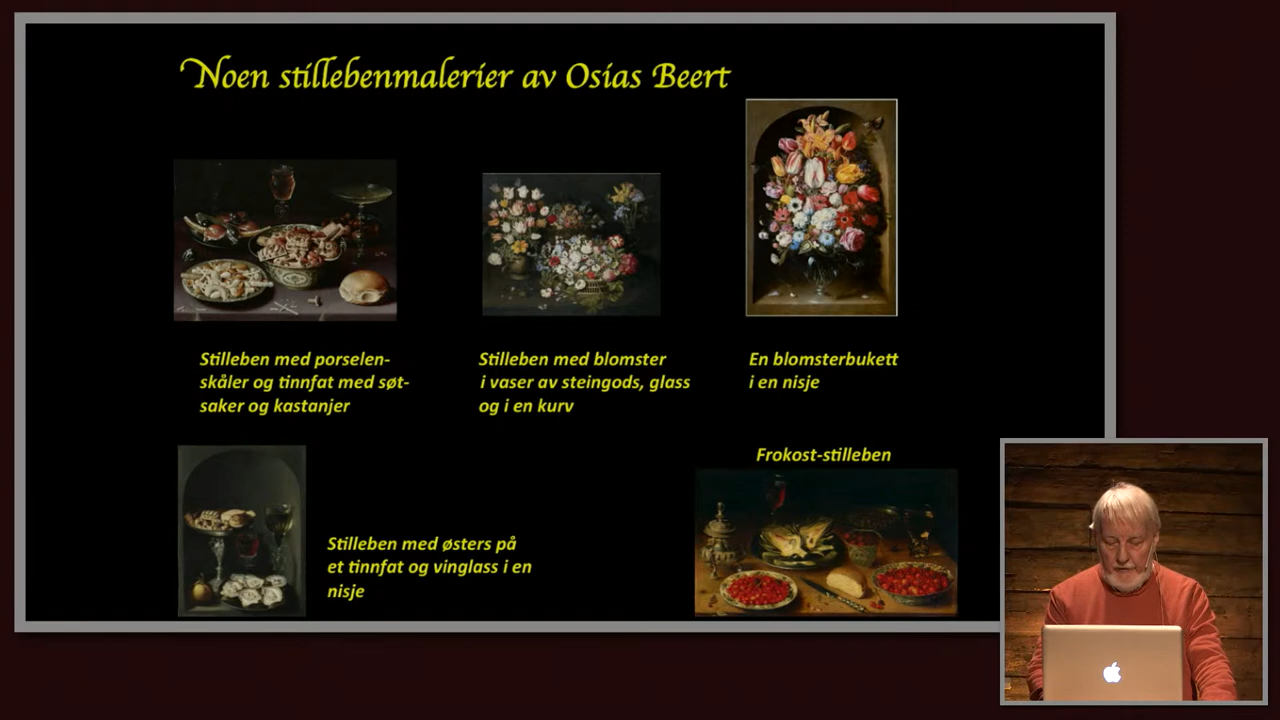 Noen stillebenmalerier av Osias Beert
Stilleben med porselen-
skåler og tinnfat med søt-
saker og kastanjer
Stilleben med blomster
i vaser av steingods, glass
og i en kurv
En blomsterbukett
i en nisje
Stilleben med østers på
et tinnfat og vinglass i en
nisje
Frokost-stilleben